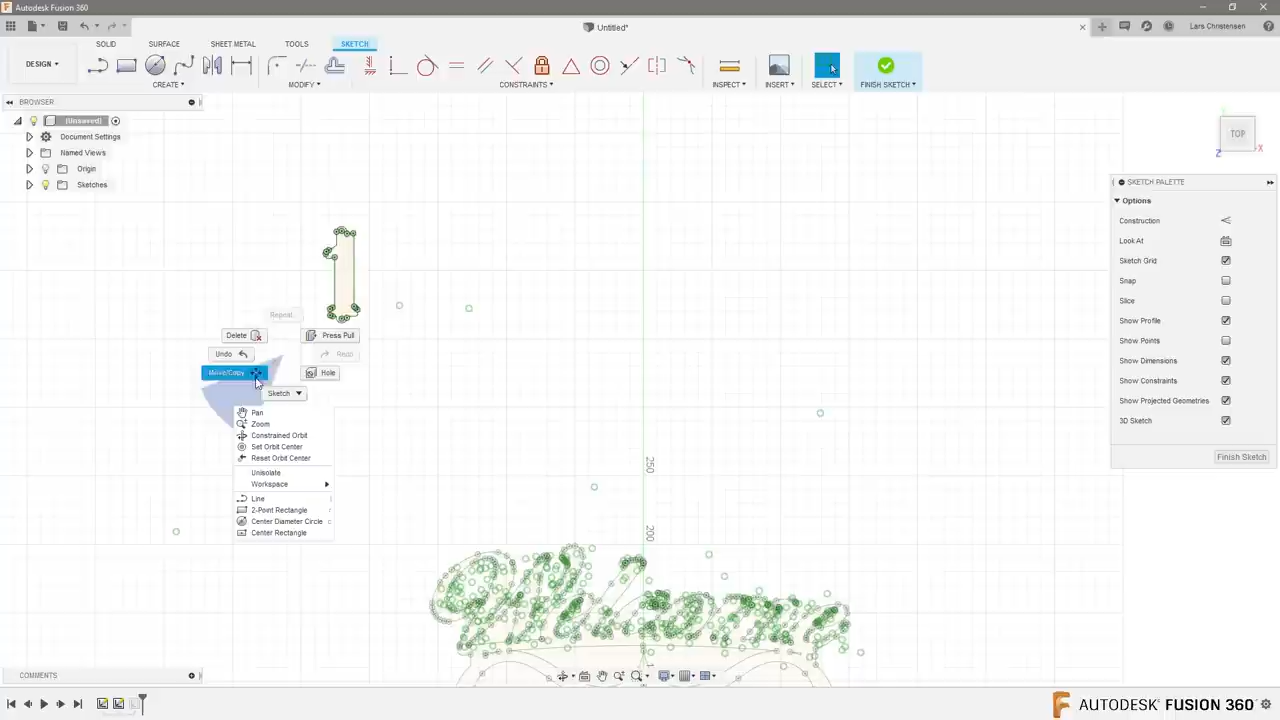 Autodesk Fusion 360
Untitled*
Lars Christensen
DESIGN
SOLID
SURFACE
SHEET METAL
TOOLS
SKETCH
CREATE
MODIFY
CONSTRAINTS
INSPECT
INSERT
SELECT
FINISH SKETCH
BROWSER
(Unsaved)
Document Settings
Named Views
Origin
Sketches
TOP
X
Z
SKETCH PALETTE
Options
Construction
Look At
Sketch Grid
Snap
Slice
Show Profile
Show Points
Show Dimensions
Show Constraints
Show Projected Geometries
3D Sketch
Finish Sketch
1
Repeat...
Delete
Press Pull
Undo
Redo
Move/Copy
Hole
Sketch
Pan
Zoom
Constrained Orbit
Set Orbit Center
Reset Orbit Center
Unisolate
Workspace
Line
2-Point Rectangle
Center Diameter Circle
Center Rectangle
250
200
COMMENTS
AUTODESK FUSION 360